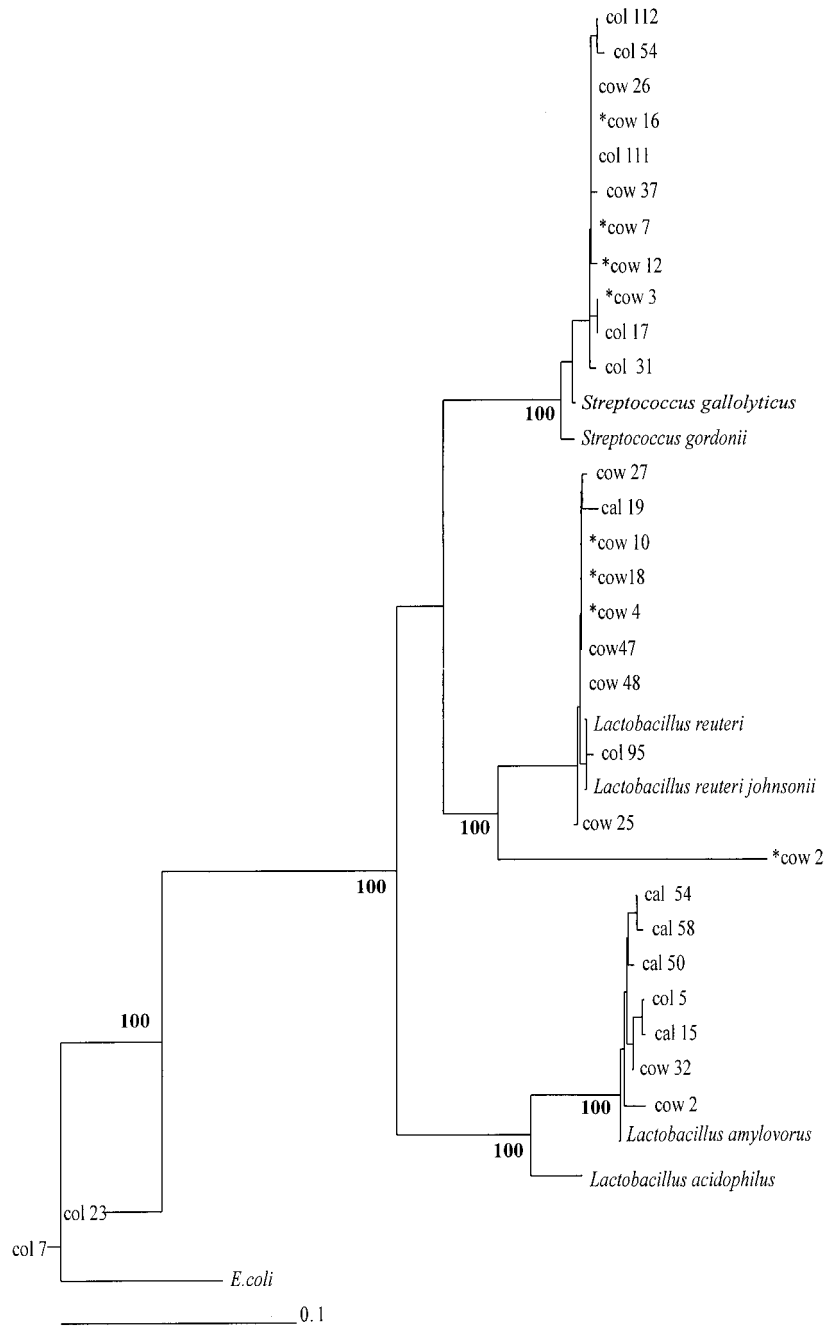 col 112
col 54
cow 26
*cow 16
col 111
cow 37
*cow 7
*cow 12
*cow 3
col 17
col 31
Streptococcus gallolyticus
100
Streptococcus gordonii
cow 27
cal 19
*cow 10
*cow18
*cow 4
cow47
cow 48
Lactobacillus reuteri
col 95
Lactobacillus reuteri johnsonii
100
cow 25
*cow 2
100
cal 54
cal 58
cal 50
col 5
100
cal 15
cow 32
100
cow 2
Lactobacillus amylovorus
100
Lactobacillus acidophilus
col 23
col 7
E.coli
0.1